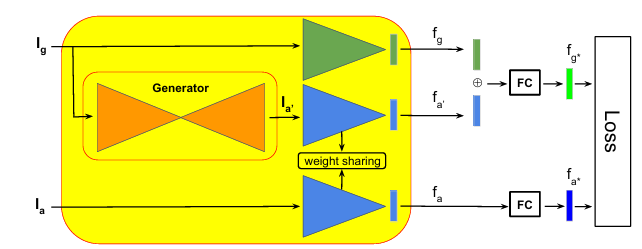 I_g
f_g
f_g*
Generator
I_a'
f_a'
⊕
FC
weight sharing
I_a
f_a
FC
f_a*
Loss